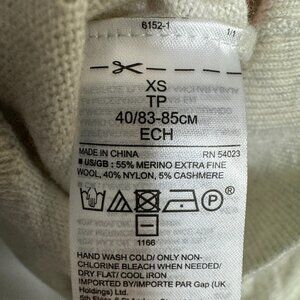 6152-1
1/1
XS
TP
40/83-85CM
ECH
MADE IN CHINA RN 54023
■ US/GB : 55% MERINO EXTRA FINE
WOOL, 40% NYLON, 5% CASHMERE
P ®
1166
HAND WASH COLD/ ONLY NON-
CHLORINE BLEACH WHEN NEEDED/
DRY FLAT/ COOL IRON
IMPORTED BY/IMPORTE PAR Gap (UK
Holdings) Ltd.